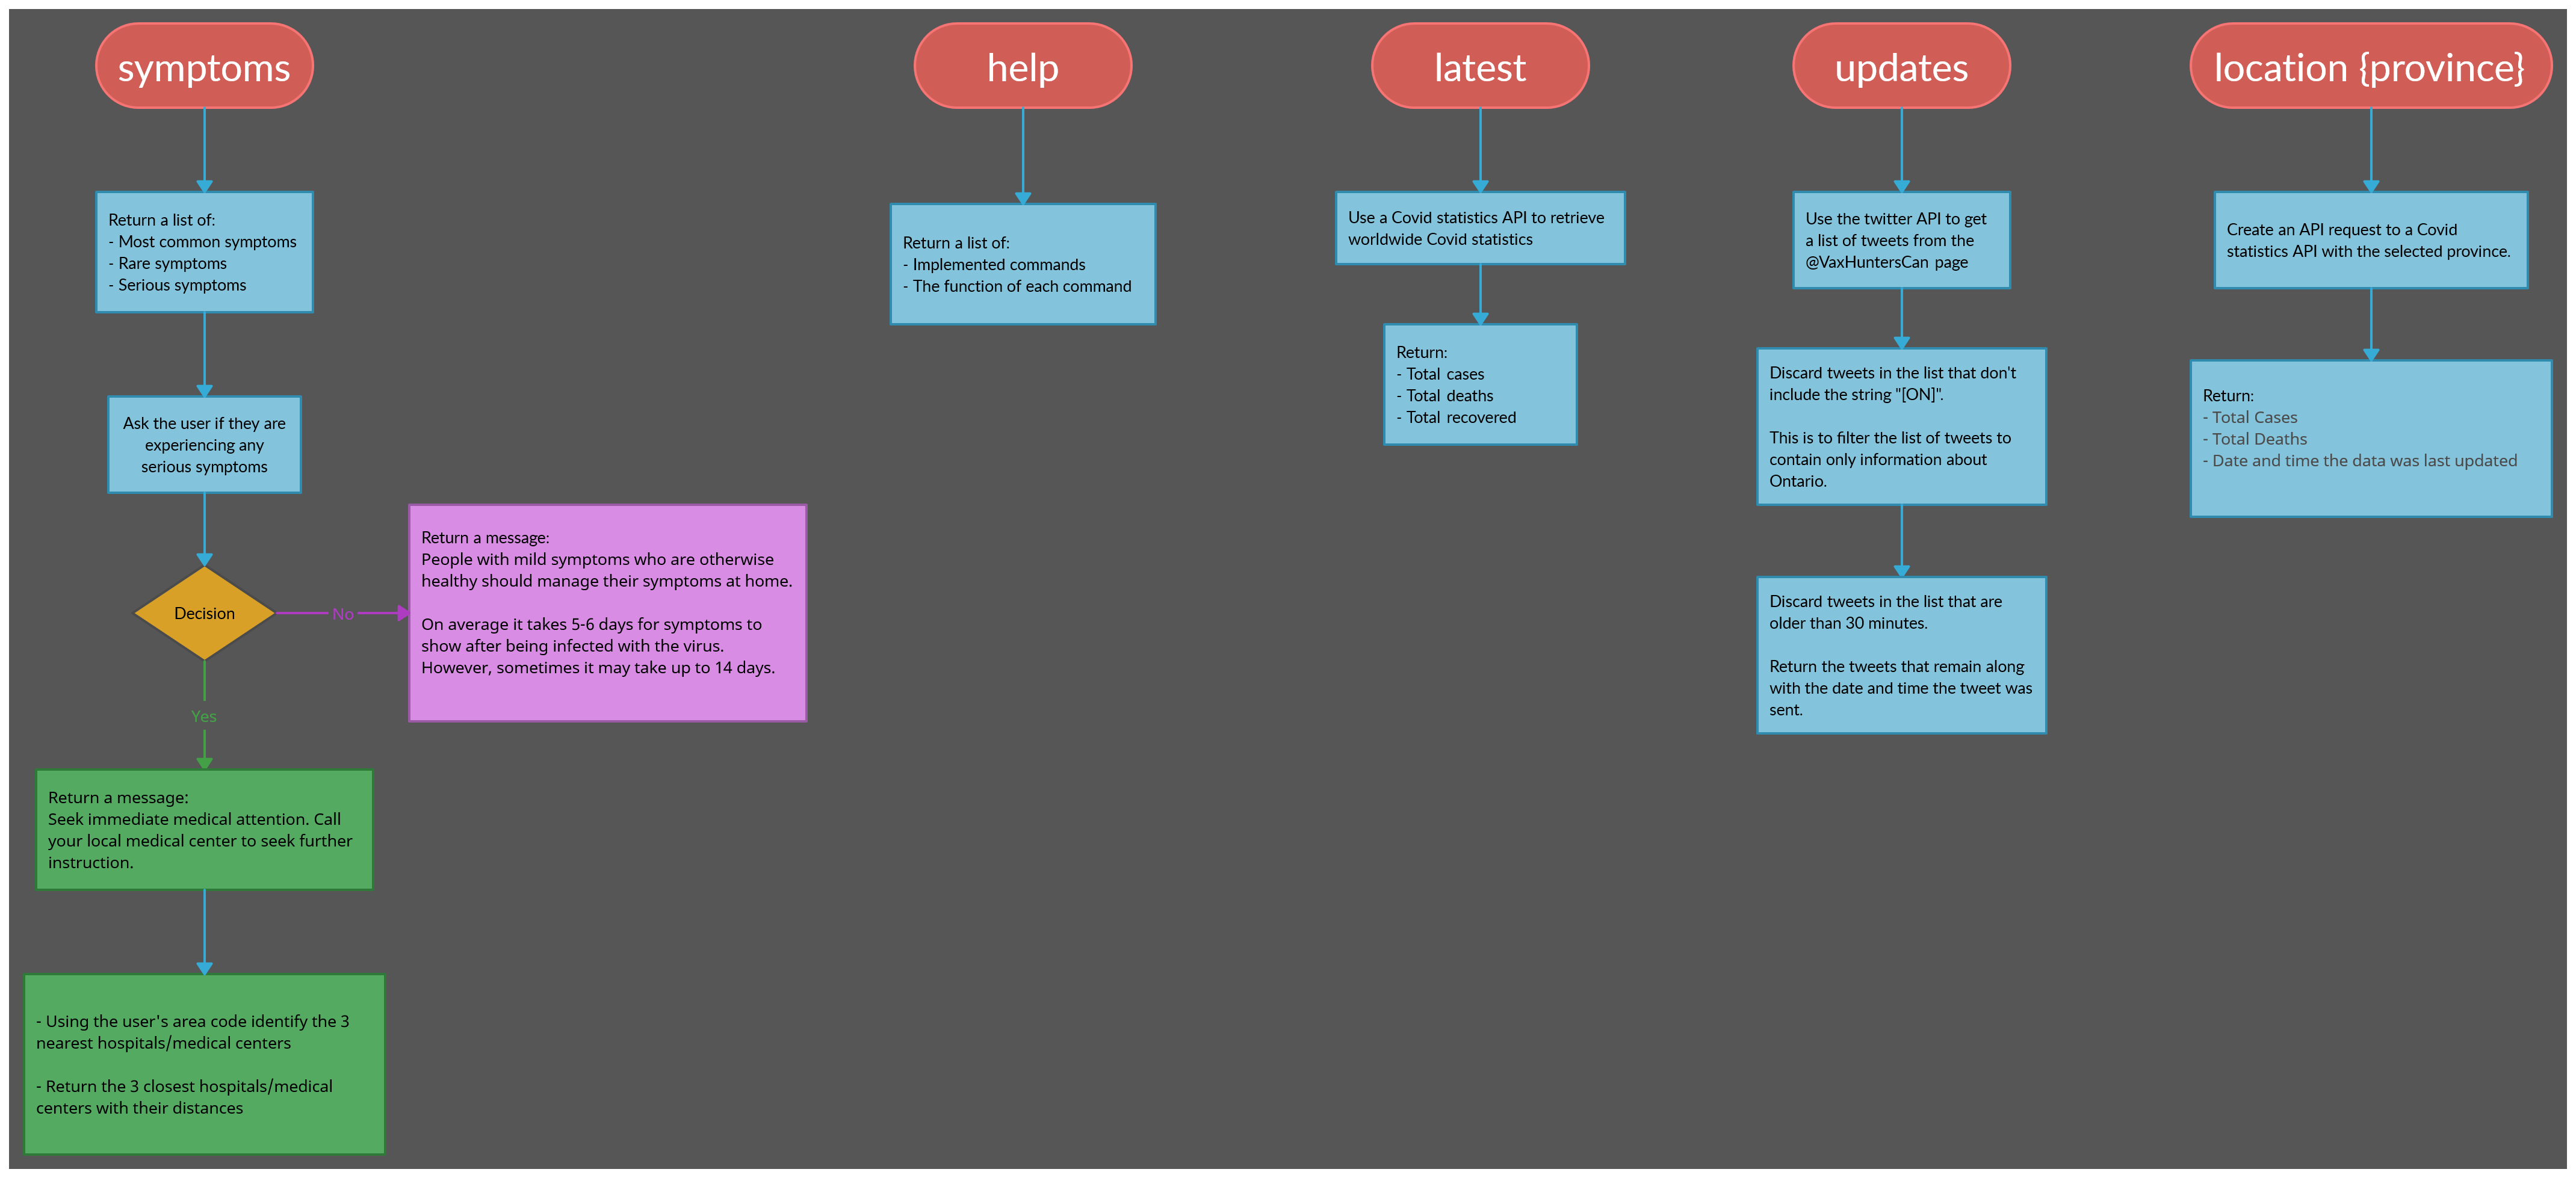 symptoms
Return a list of:
- Most common symptoms
- Rare symptoms
- Serious symptoms
Ask the user if they are
experiencing any
serious symptoms
Decision
No
Return a message:
People with mild symptoms who are otherwise
healthy should manage their symptoms at home.
On average it takes 5-6 days for symptoms to
show after being infected with the virus.
However, sometimes it may take up to 14 days.
Yes
Return a message:
Seek immediate medical attention. Call
your local medical center to seek further
instruction.
- Using the user's area code identify the 3
nearest hospitals/medical centers
- Return the 3 closest hospitals/medical
centers with their distances
help
Return a list of:
- Implemented commands
- The function of each command
latest
Use a Covid statistics API to retrieve
worldwide Covid statistics
Return:
- Total cases
- Total deaths
- Total recovered
updates
Use the twitter API to get
a list of tweets from the
@VaxHuntersCan page
Discard tweets in the list that don't
include the string "[ON]".
This is to filter the list of tweets to
contain only information about
Ontario.
Discard tweets in the list that are
older than 30 minutes.
Return the tweets that remain along
with the date and time the tweet was
sent.
location {province}
Create an API request to a Covid
statistics API with the selected province.
Return:
- Total Cases
- Total Deaths
- Date and time the data was last updated